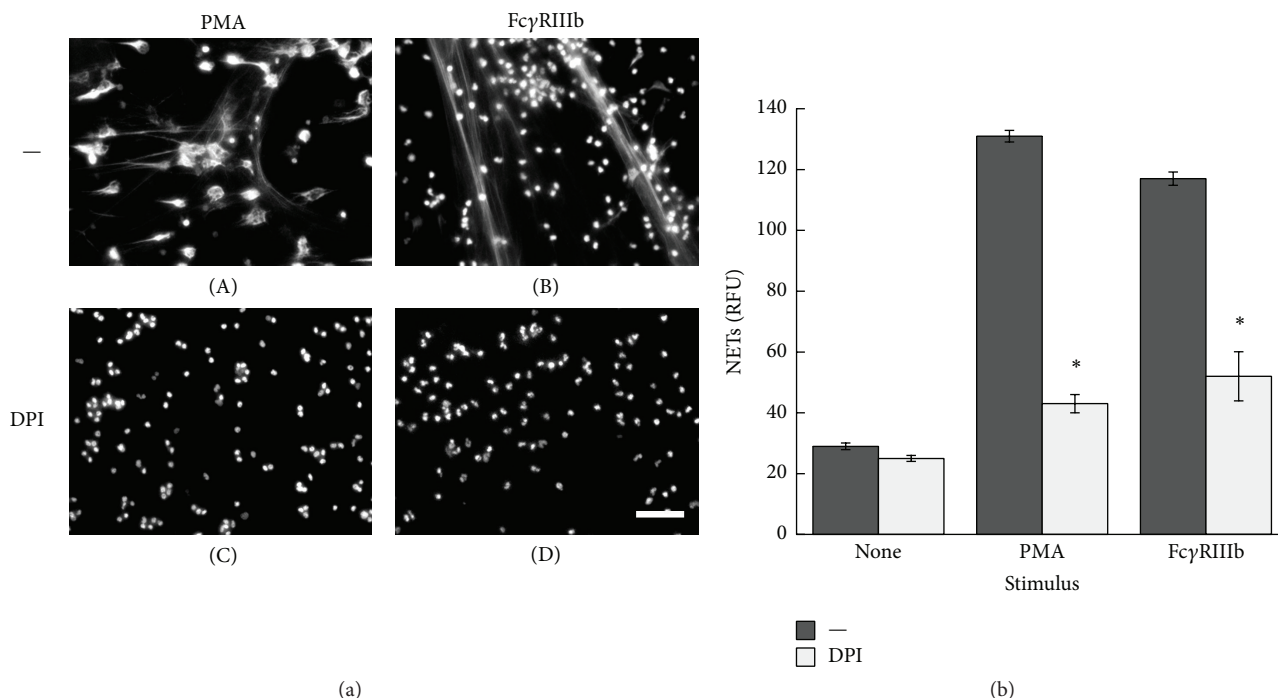 PMA
FcγRIIIb
—
(A)
(B)
DPI
(C)
(D)
(a)
140
120
100
80
60
40
20
0
NETs (RFU)
*
*
None
PMA
FcγRIIIb
Stimulus
—
DPI
(b)